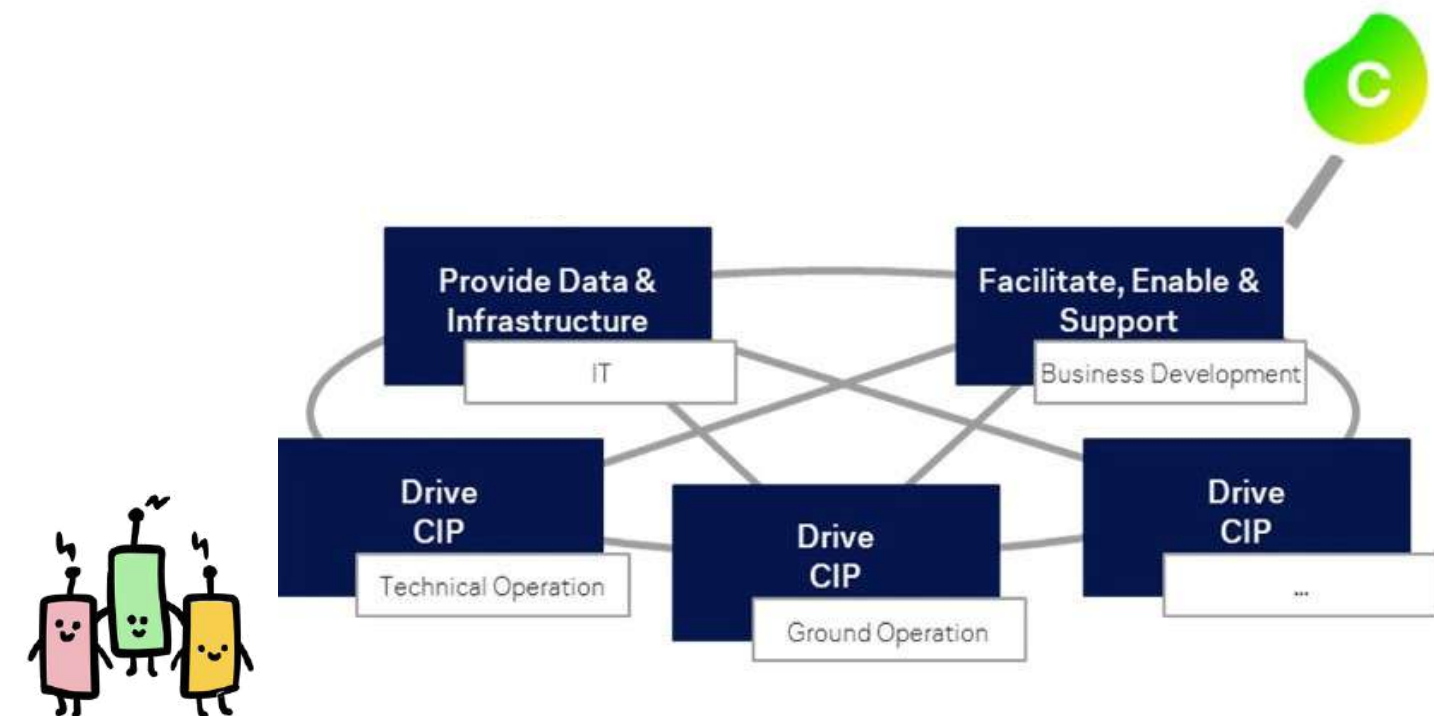 C
Provide Data &
Infrastructure
IT
Facilitate, Enable &
Support
Business Development
Drive
CIP
Technical Operation
Drive
CIP
Ground Operation
Drive
CIP
...